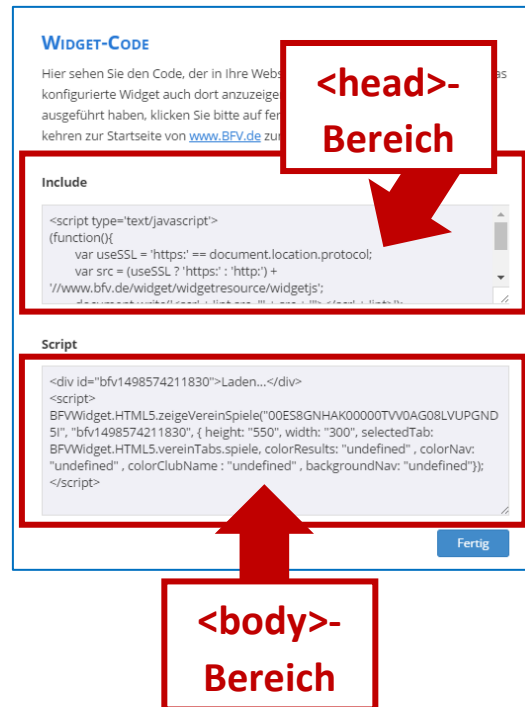 WIDGET-CODE
Hier sehen Sie den Code, der in Ihre Webs
konfigurierte Widget auch dort anzuzeige
ausgeführt haben, klicken Sie bitte auf fer
kehren zur Startseite von www.BFV.de zur
<head>-
Bereich
Include
<script type='text/javascript'>
(function(){
var useSSL = 'https:' == document.location.protocol;
var src = (useSSL ? 'https:' : 'http:') +
'//www.bfv.de/widget/widgetresource/widgetjs';
Script
<div id="bfv1498574211830">Laden...</div>
<script>
BFVWidget.HTML5.zeigeVereinSpiele("00ES8GNHAK00000TVV0AG08LVUPGND
5I", "bfv1498574211830", { height: "550", width: "300", selectedTab:
BFVWidget.HTML5.vereinTabs.spiele, colorResults: "undefined" , colorNav:
"undefined" , colorClubName : "undefined" , backgroundNav: "undefined"});
</script>
Fertig
<body>-
Bereich